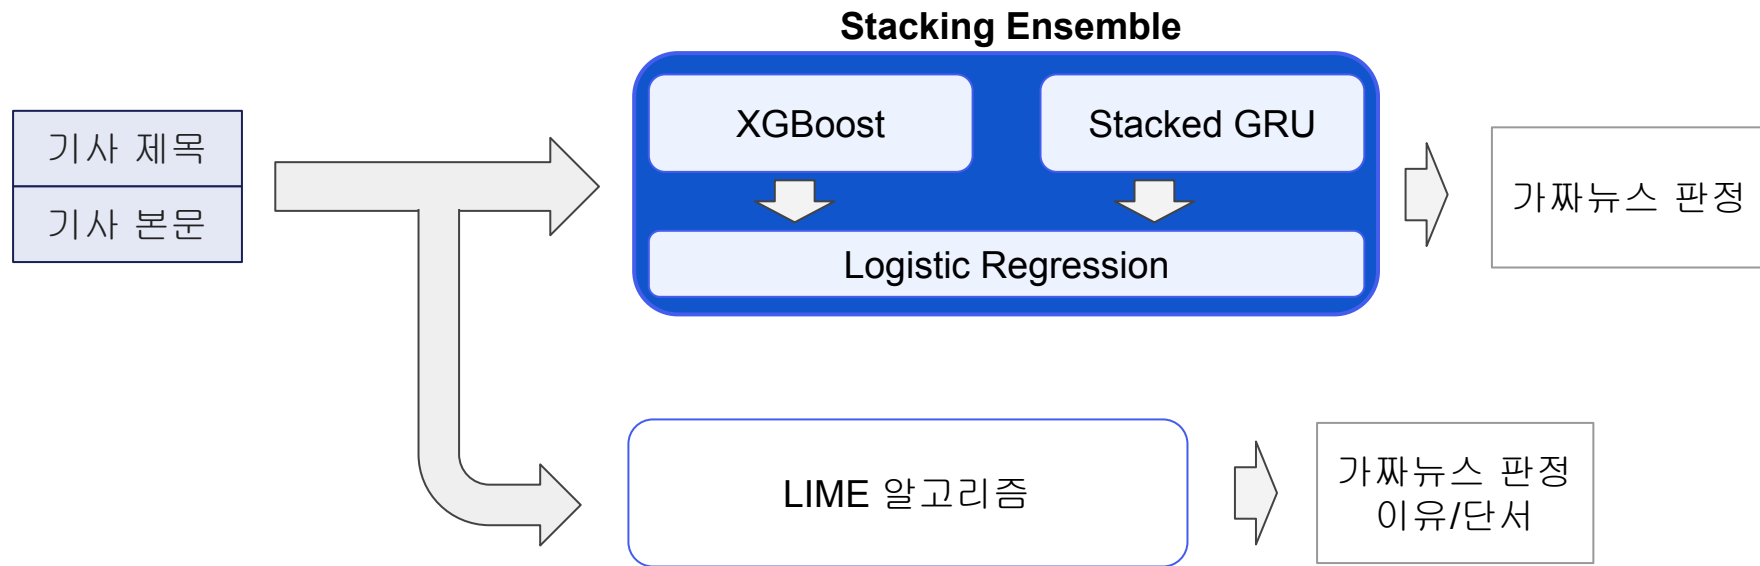 Stacking Ensemble
기사 제목
기사 본문
XGBoost
Stacked GRU
Logistic Regression
가짜뉴스 판정
LIME 알고리즘
가짜뉴스 판정
이유/단서